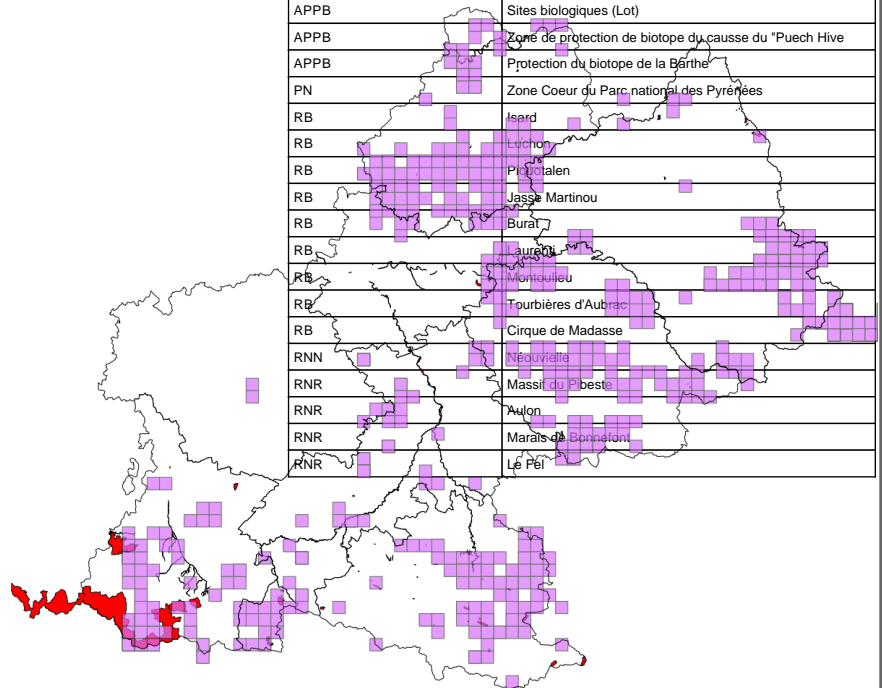 APPB Sites biologiques (Lot)
APPB Zone de protection de biotope du causse du "Puech Hive
APPB Protection du biotope de la Barthe
PN Zone Coeur du Parc national des Pyrénées
RB Isard
RB Luchon
RB Piquotalen
RB Jasse Martinou
RB Burat
RB Laurenti
RB Montoulieu
RB Tourbières d'Aubrac
RB Cirque de Madasse
RNN Néouvielle
RNR Massif du Pibeste
RNR Aulon
RNR Marais de Bonnefont
RNR Le Fel